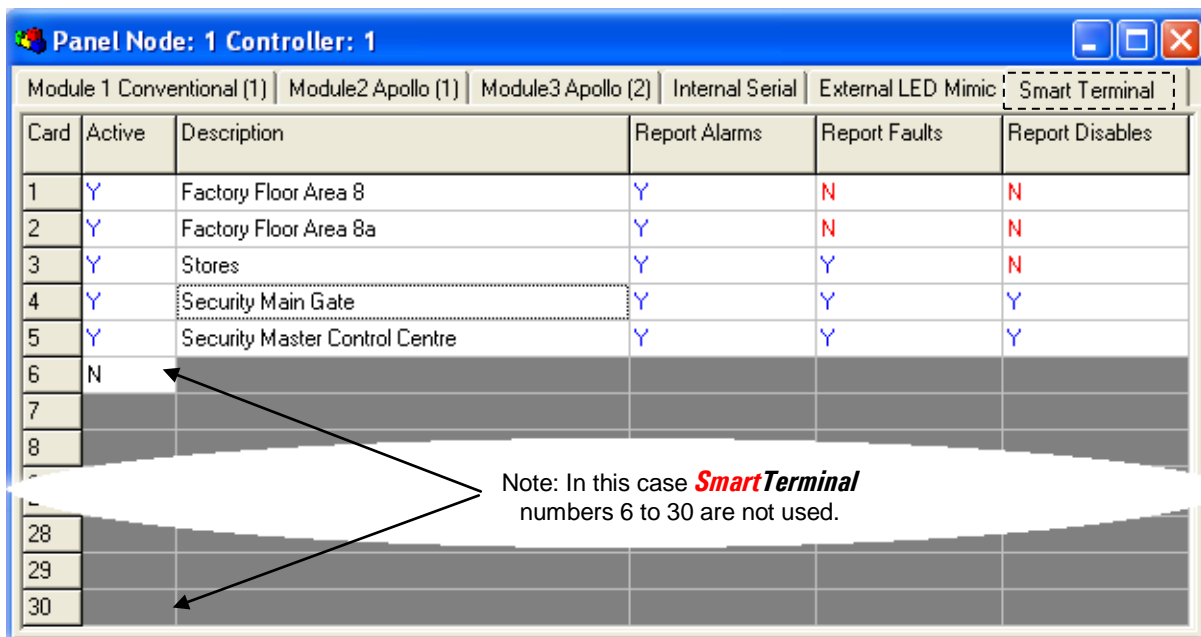 Panel Node: 1 Controller: 1
Module 1 Conventional (1) Module2 Apollo (1) Module3 Apollo (2) Internal Serial External LED Mimic Smart Terminal
Card Active Description Report Alarms Report Faults Report Disables
1 Y Factory Floor Area 8 Y N N
2 Y Factory Floor Area 8a Y N N
3 Y Stores Y Y N
4 Y Security Main Gate Y Y Y
5 Y Security Master Control Centre Y Y Y
6 N
7
8
Note: In this case SmartTerminal
numbers 6 to 30 are not used.
28
29
30